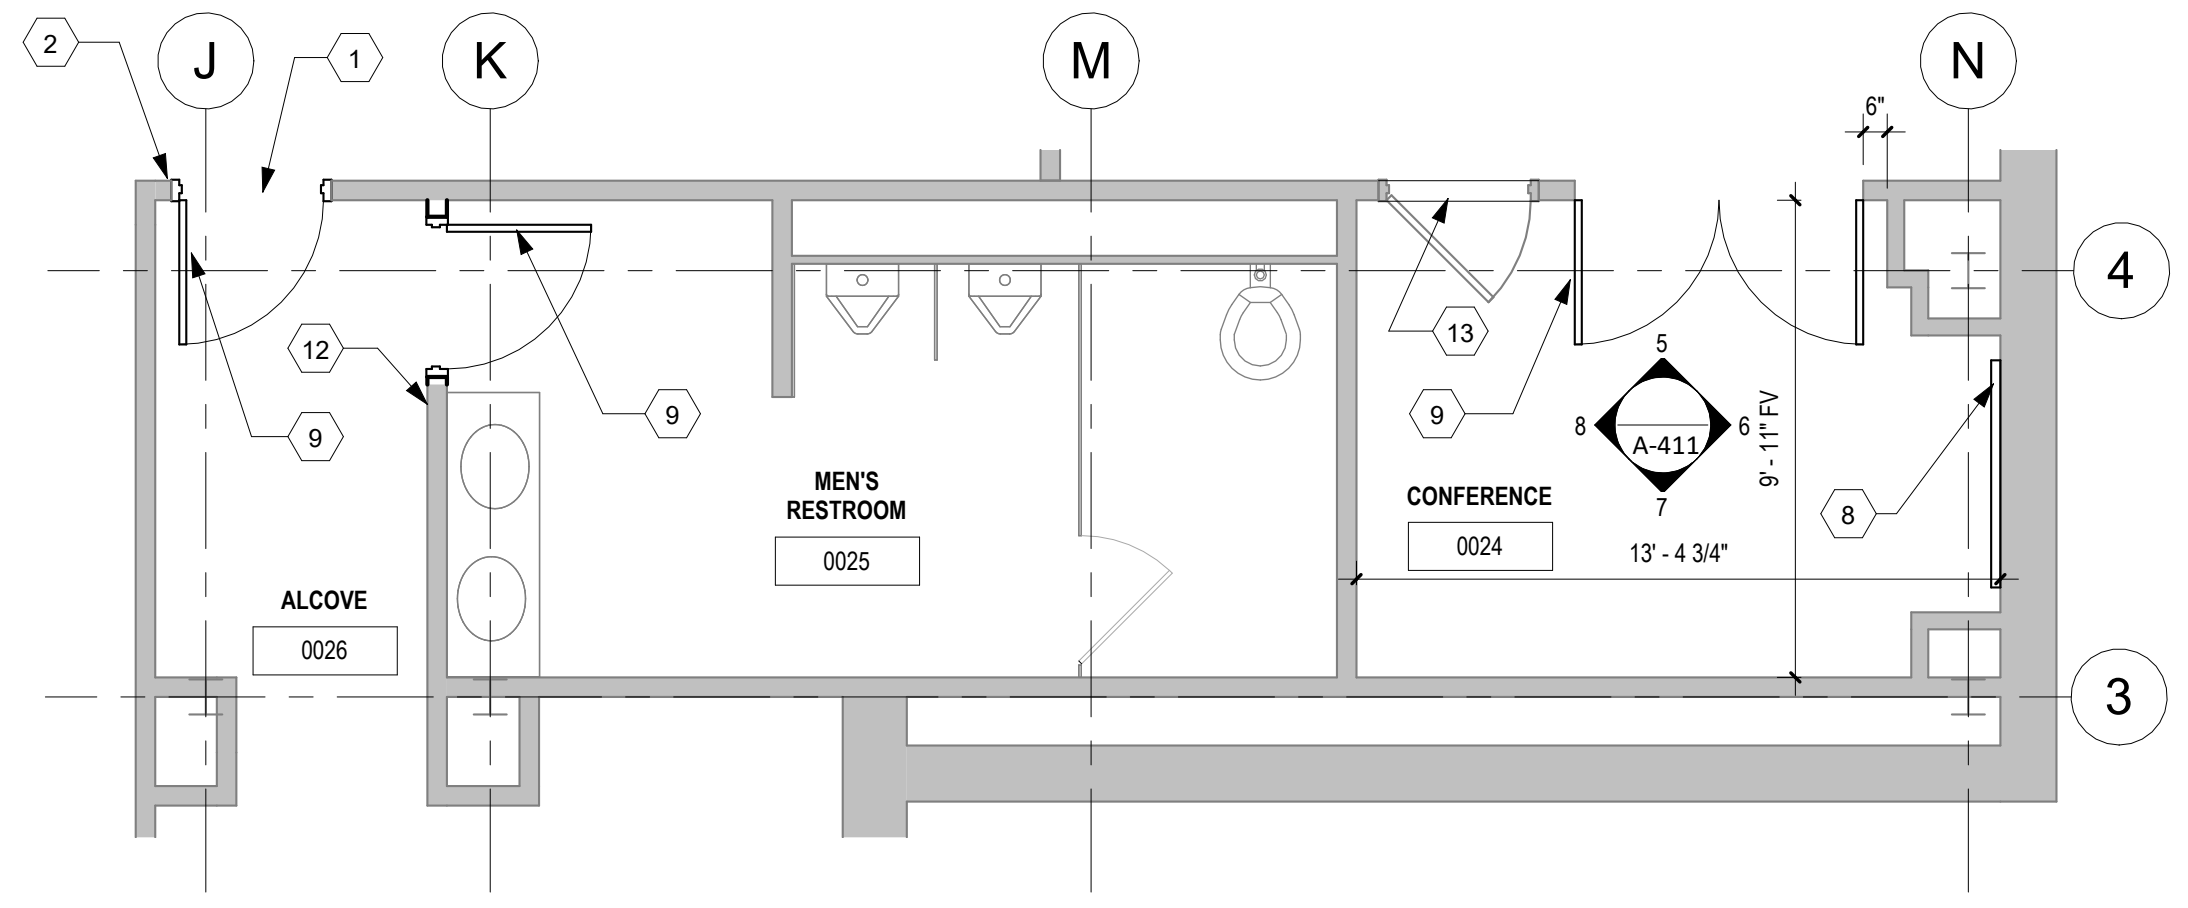 2
J
1
K
M
N
6"
4
5
12
13
9
9
9
8
A-411
6
9' - 11" FV
7
MEN'S
RESTROOM
0025
CONFERENCE
0024
8
13' - 4 3/4"
ALCOVE
0026
3